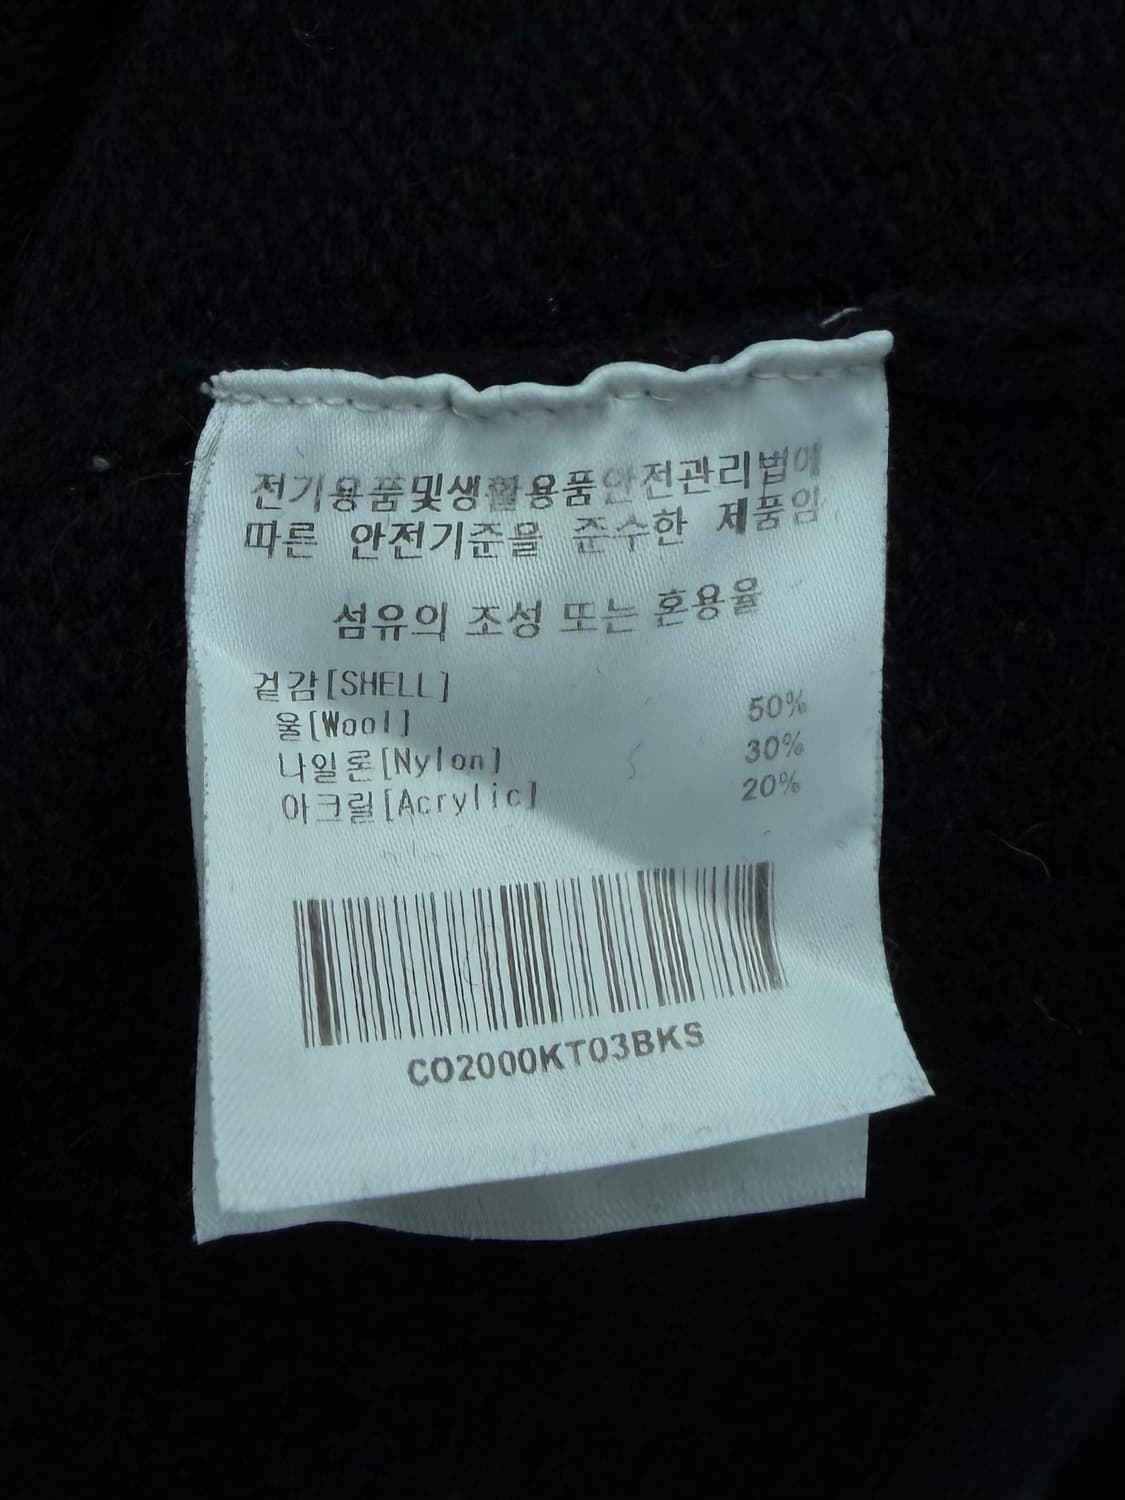 전기용품및생활용품안전관리법에
따른 안전기준을 준수한 제품임
섬유의 조성 또는 혼용율
겉감[SHELL]
울[Wool] 50%
나일론[Nylon] 30%
아크릴[Acrylic] 20%
CO2000KT03BKS